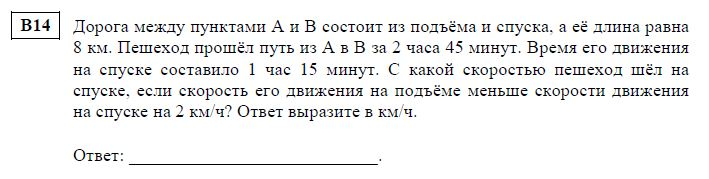 В14 Дорога между пунктами А и В состоит из подъёма и спуска, а её длина равна
8 км. Пешеход прошёл путь из А в В за 2 часа 45 минут. Время его движения
на спуске составило 1 час 15 минут. С какой скоростью пешеход шёл на
спуске, если скорость его движения на подъёме меньше скорости движения
на спуске на 2 км/ч? Ответ выразите в км/ч.
Ответ: ____________________________.